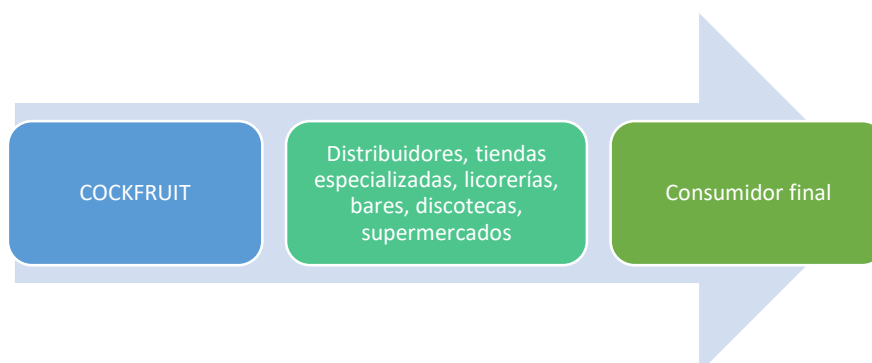 COCKFRUIT
Distribuidores, tiendas
especializadas, licorerías,
bares, discotecas,
supermercados
Consumidor final